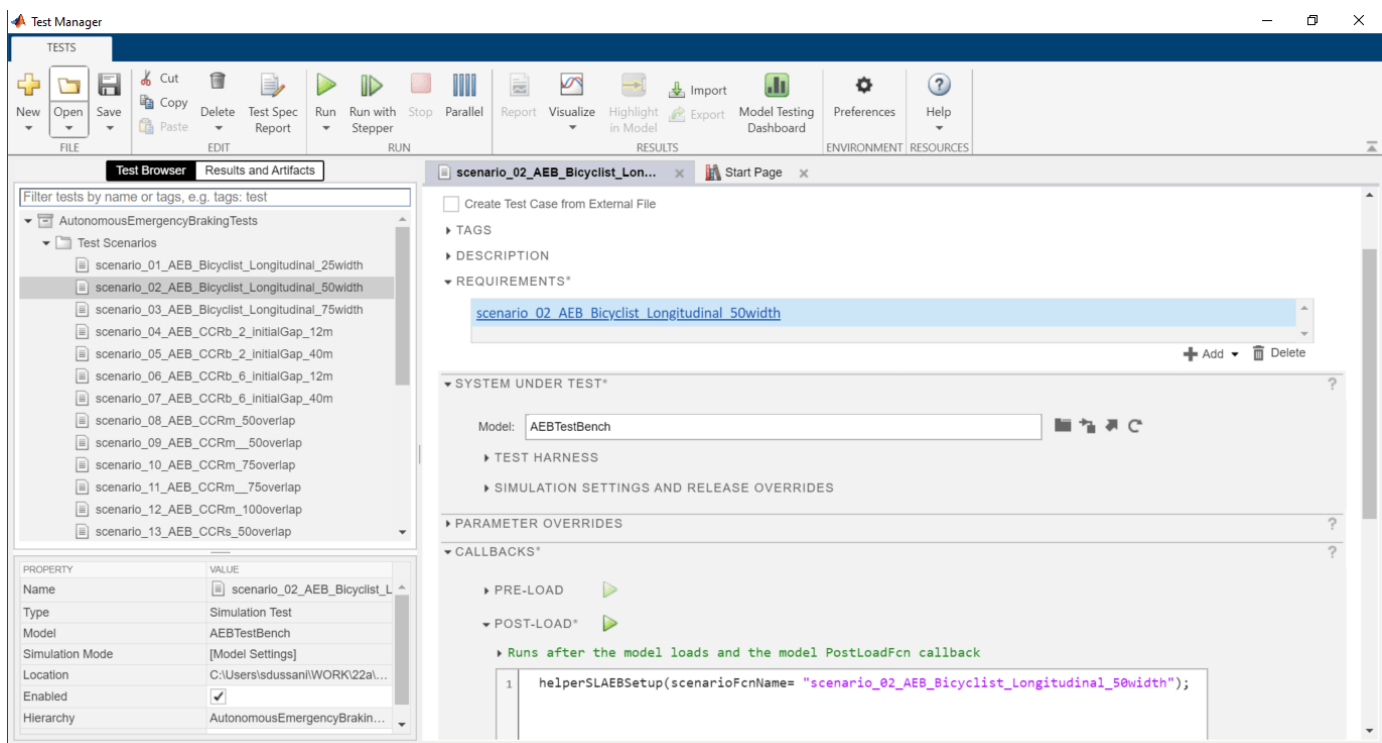 Test Manager
TESTS
New Open Save
Cut
Copy
Paste
Delete
Test Spec Report
Run
Run with Stepper
Stop
Parallel
Report
Visualize
Highlight in Model
Import
Export
Model Testing Dashboard
Preferences
Help
FILE EDIT RUN RESULTS ENVIRONMENT RESOURCES
Test Browser Results and Artifacts
Filter tests by name or tags, e.g. tags: test
AutonomousEmergencyBrakingTests
Test Scenarios
scenario_01_AEB_Bicyclist_Longitudinal_25width
scenario_02_AEB_Bicyclist_Longitudinal_50width
scenario_03_AEB_Bicyclist_Longitudinal_75width
scenario_04_AEB_CCRb_2_initialGap_12m
scenario_05_AEB_CCRb_2_initialGap_40m
scenario_06_AEB_CCRb_6_initialGap_12m
scenario_07_AEB_CCRb_6_initialGap_40m
scenario_08_AEB_CCRm_50overlap
scenario_09_AEB_CCRm__50overlap
scenario_10_AEB_CCRm_75overlap
scenario_11_AEB_CCRm__75overlap
scenario_12_AEB_CCRm_100overlap
scenario_13_AEB_CCRs_50overlap
PROPERTY VALUE
Name scenario_02_AEB_Bicyclist_L
Type Simulation Test
Model AEBTestBench
Simulation Mode [Model Settings]
Location C:\Users\sdussani\WORK\22a\...
Enabled
Hierarchy AutonomousEmergencyBrakin...
scenario_02_AEB_Bicyclist_Lon... Start Page
Create Test Case from External File
TAGS
DESCRIPTION
REQUIREMENTS*
scenario_02_AEB_Bicyclist_Longitudinal_50width
Add Delete
SYSTEM UNDER TEST* ?
Model: AEBTestBench
TEST HARNESS
SIMULATION SETTINGS AND RELEASE OVERRIDES
PARAMETER OVERRIDES ?
CALLBACKS* ?
PRE-LOAD
POST-LOAD*
Runs after the model loads and the model PostLoadFcn callback
1 helperSLAEBSetup(scenarioFcnName= "scenario_02_AEB_Bicyclist_Longitudinal_50width");